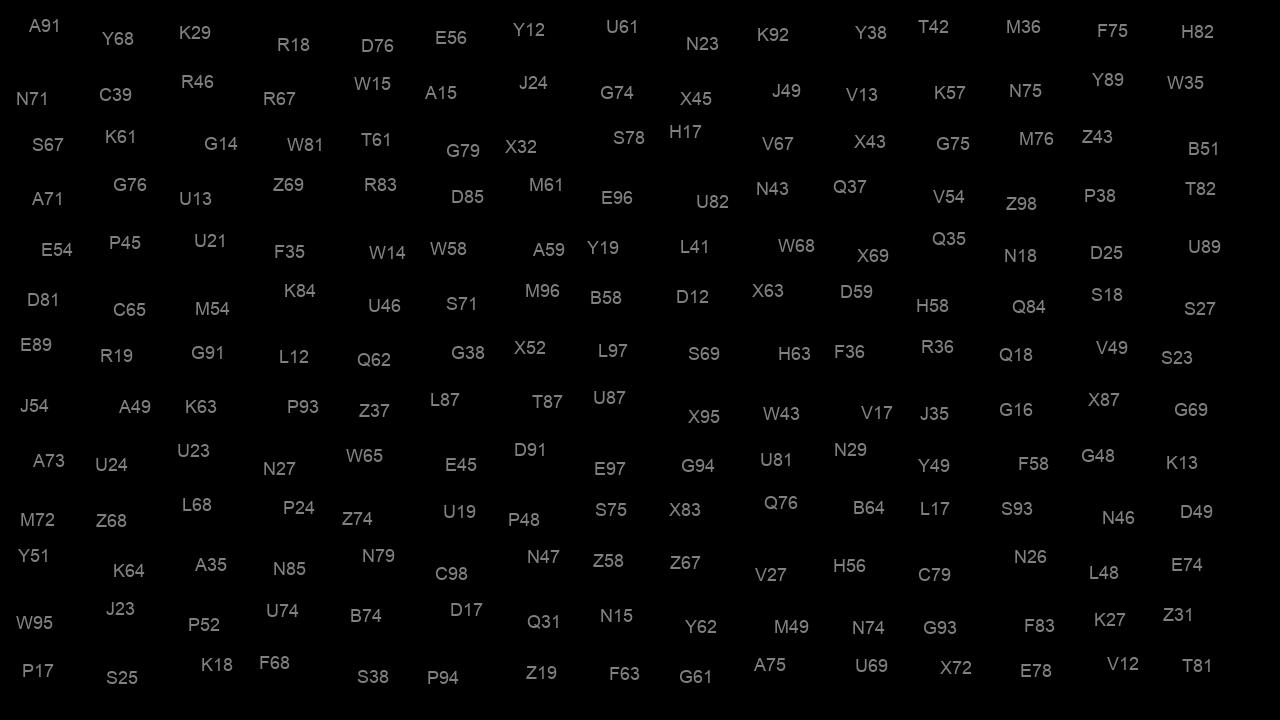 A91 Y68 K29 R18 D76 E56 Y12 U61 N23 K92 Y38 T42 M36 F75 H82
N71 C39 R46 R67 W15 A15 J24 G74 X45 J49 V13 K57 N75 Y89 W35
S67 K61 G14 W81 T61 G79 X32 S78 H17 V67 X43 G75 M76 Z43 B51
A71 G76 U13 Z69 R83 D85 M61 E96 U82 N43 Q37 V54 Z98 P38 T82
E54 P45 U21 F35 W14 W58 A59 Y19 L41 W68 X69 Q35 N18 D25 U89
D81 C65 M54 K84 U46 S71 M96 B58 D12 X63 D59 H58 Q84 S18 S27
E89 R19 G91 L12 Q62 G38 X52 L97 S69 H63 F36 R36 Q18 V49 S23
J54 A49 K63 P93 Z37 L87 T87 U87 X95 W43 V17 J35 G16 X87 G69
A73 U24 U23 N27 W65 E45 D91 E97 G94 U81 N29 Y49 F58 G48 K13
M72 Z68 L68 P24 Z74 U19 P48 S75 X83 Q76 B64 L17 S93 N46 D49
Y51 K64 A35 N85 N79 C98 N47 Z58 Z67 V27 H56 C79 N26 L48 E74
W95 J23 P52 U74 B74 D17 Q31 N15 Y62 M49 N74 G93 F83 K27 Z31
P17 S25 K18 F68 S38 P94 Z19 F63 G61 A75 U69 X72 E78 V12 T81